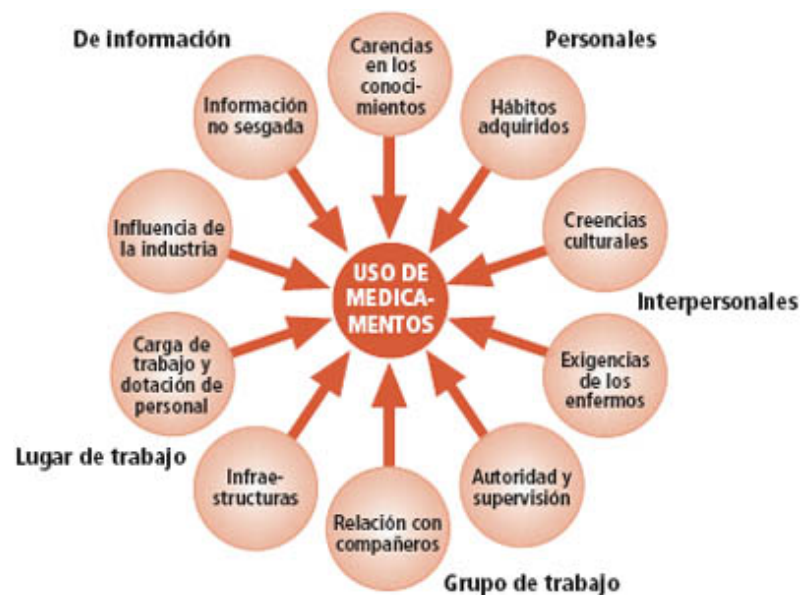 De información
Personales
Carencias
en los
conoci-
mientos
Información
no sesgada
Hábitos
adquiridos
Influencia de
la industria
Creencias
culturales
USO DE
MEDICA-
MENTOS
Interpersonales
Carga de
trabajo y
dotación de
personal
Exigencias
de los
enfermos
Lugar de trabajo
Infrae-
structuras
Autoridad y
supervisión
Relación con
compañeros
Grupo de trabajo